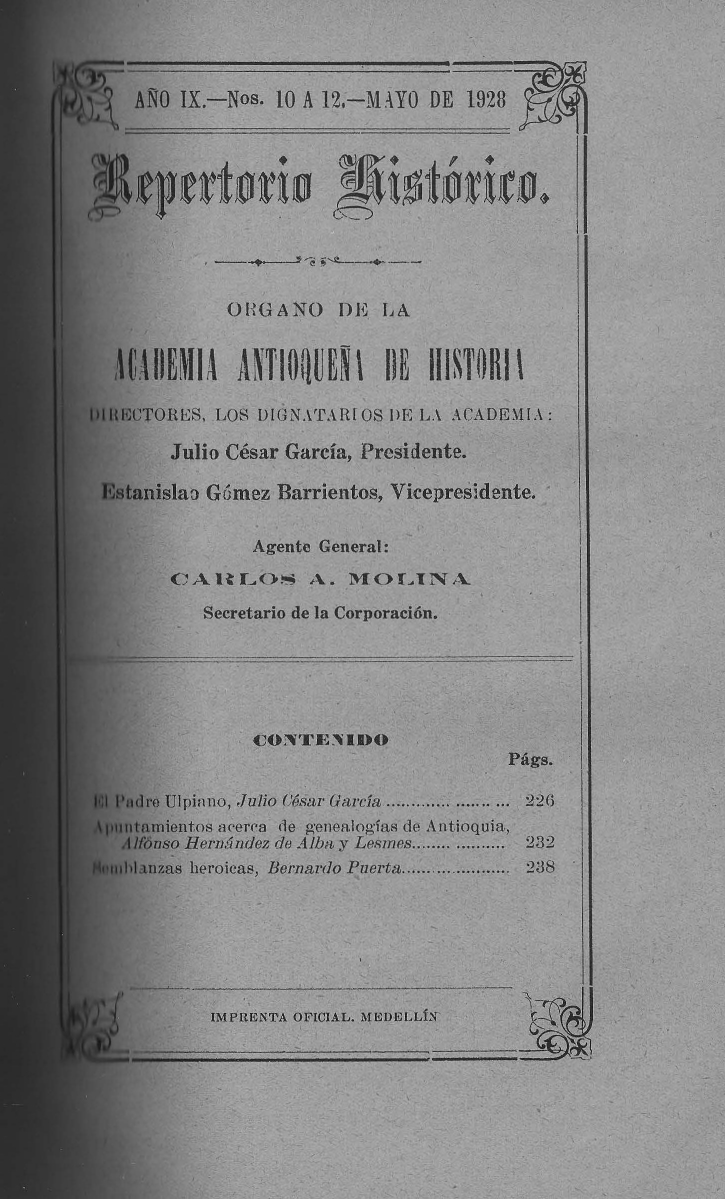 AÑO IX.—Nos. 10 A 12.—MAYO DE 1928
Repertorio Histórico.
ORGANO DE LA
ACADEMIA ANTIOQUEÑA DE HISTORIA
DIRECTORES, LOS DIGNATARIOS DE LA ACADEMIA:
Julio César García, Presidente.
Estanislao Gómez Barrientos, Vicepresidente.
Agente General:
CARLOS A. MOLINA
Secretario de la Corporación.
CONTENIDO
Págs.
El Padre Ulpiano, Julio César García ........................ 226
Apuntamientos acerca de genealogías de Antioquia,
Alfonso Hernández de Alba y Lesmes.................. 232
Semblanzas heroicas, Bernardo Puerta...................... 238
IMPRENTA OFICIAL. MEDELLÍN